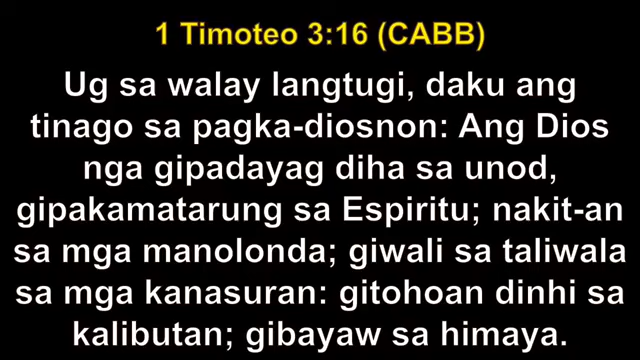 1 Timoteo 3:16 (CABB)
Ug sa walay langtugi, daku ang
tinago sa pagka-diosnon: Ang Dios
nga gipadayag diha sa unod,
gipakamatarung sa Espiritu; nakit-an
sa mga manolonda; giwali sa taliwala
sa mga kanasuran: gitohoan dinhi sa
kalibutan; gibayaw sa himaya.